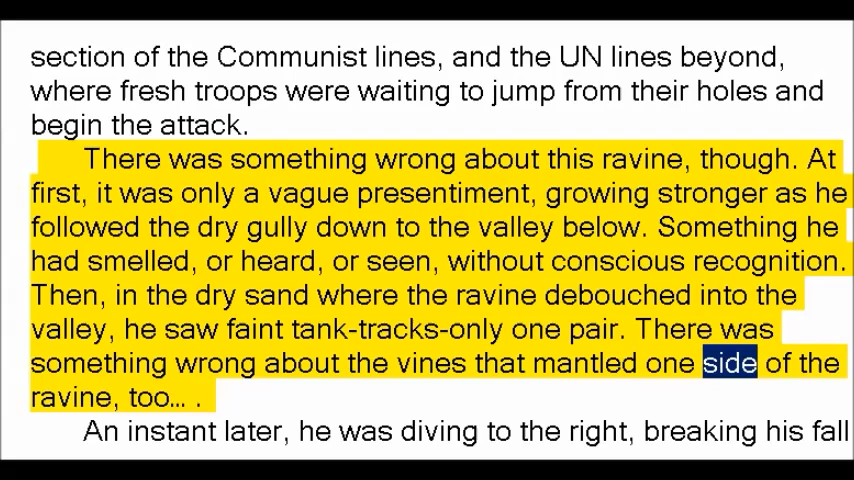 section of the Communist lines, and the UN lines beyond,
where fresh troops were waiting to jump from their holes and
begin the attack.
There was something wrong about this ravine, though. At
first, it was only a vague presentiment, growing stronger as he
followed the dry gully down to the valley below. Something he
had smelled, or heard, or seen, without conscious recognition.
Then, in the dry sand where the ravine debouched into the
valley, he saw faint tank-tracks-only one pair. There was
something wrong about the vines that mantled one side of the
ravine, too... .
An instant later, he was diving to the right, breaking his fall